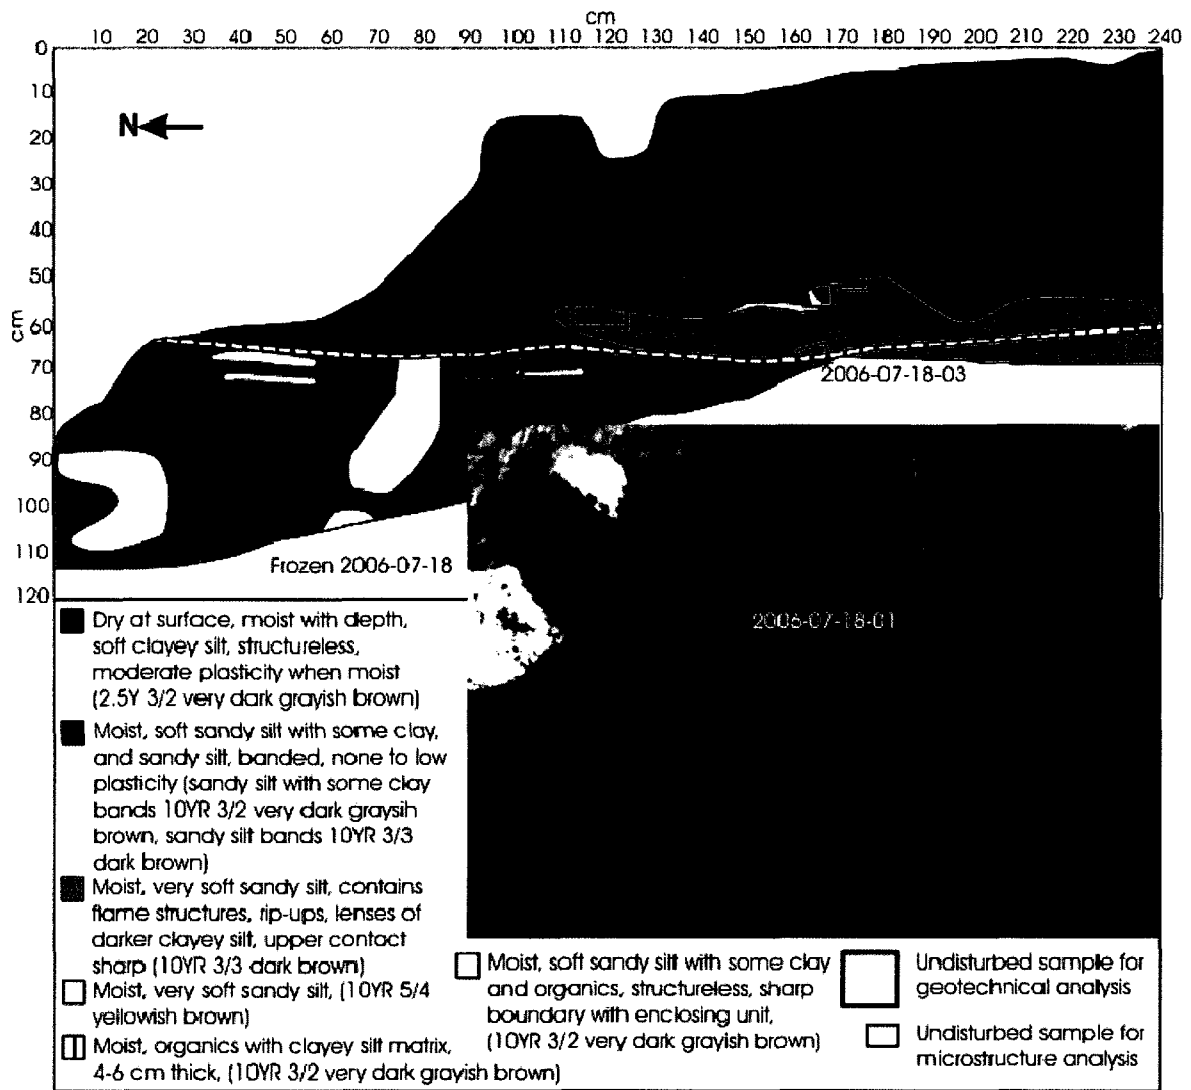 cm
10 20 30 40 50 60 70 80 90 100 110 120 130 140 150 160 170 180 190 200 210 220 230 240
0
10
N
20
30
40
50
cm
60
70
2006-07-18-03
80
90
100
110
Frozen 2006-07-18
120
Dry at surface, moist with depth,
soft clayey silt, structureless,
moderate plasticity when moist
(2.5Y 3/2 very dark grayish brown)
2006-07-18-01
Moist, soft sandy silt with some clay,
and sandy silt, banded, none to low
plasticity (sandy silt with some clay
bands 10YR 3/2 very dark graysih
brown, sandy silt bands 10YR 3/3
dark brown)
Moist, very soft sandy silt, contains
flame structures, rip-ups, lenses of
darker clayey silt, upper contact
sharp (10YR 3/3 dark brown)
Moist, very soft sandy silt, (10YR 5/4
yellowish brown)
Moist, organics with clayey silt matrix,
4-6 cm thick, (10YR 3/2 very dark grayish brown)
Moist, soft sandy silt with some clay
and organics, structureless, sharp
boundary with enclosing unit,
(10YR 3/2 very dark grayish brown)
Undisturbed sample for
geotechnical analysis
Undisturbed sample for
microstructure analysis